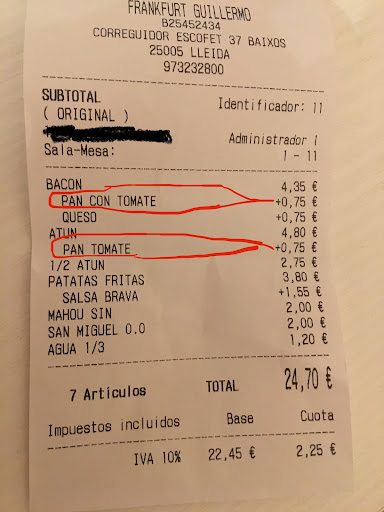 FRANKFURT GUILLERMO
B25452434
CORREGUIDOR ESCOFET 37 BAIXOS
25005 LLEIDA
973232800
SUBTOTAL Identificador: 11
( ORIGINAL )
Administrador 1
Sala-Mesa: 1 - 11
BACON 4,35 €
PAN CON TOMATE +0,75 €
QUESO +0,75 €
ATUN 4,80 €
PAN TOMATE +0,75 €
1/2 ATUN 2,75 €
PATATAS FRITAS 3,80 €
SALSA BRAVA +1,55 €
MAHOU SIN 2,00 €
SAN MIGUEL 0.0 2,00 €
AGUA 1/3 1,20 €
7 Artículos TOTAL 24,70 €
Impuestos incluidos Base Cuota
IVA 10% 22,45 € 2,25 €